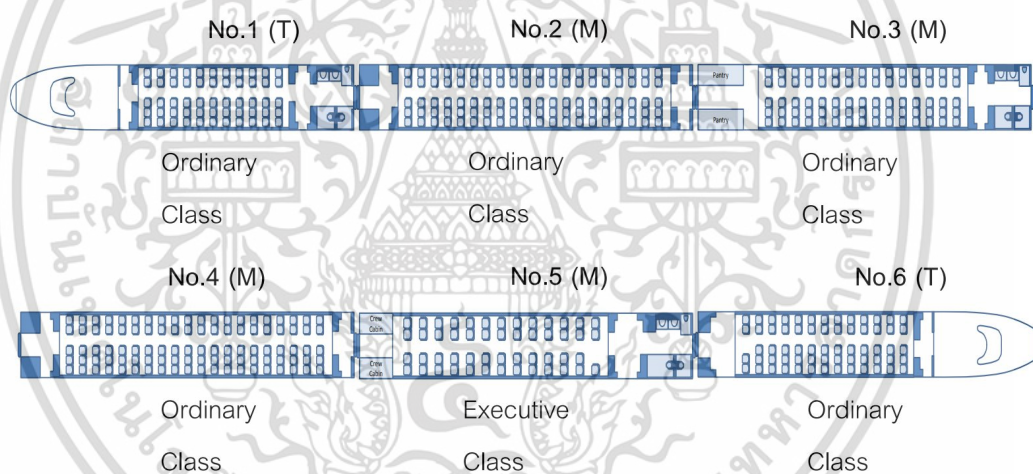 No.1 (T)
No.2 (M)
No.3 (M)
Pantry
Pantry
Ordinary
Class
Ordinary
Class
Ordinary
Class
No.4 (M)
No.5 (M)
No.6 (T)
Crew
Cabin
Crew
Cabin
Ordinary
Class
Executive
Class
Ordinary
Class